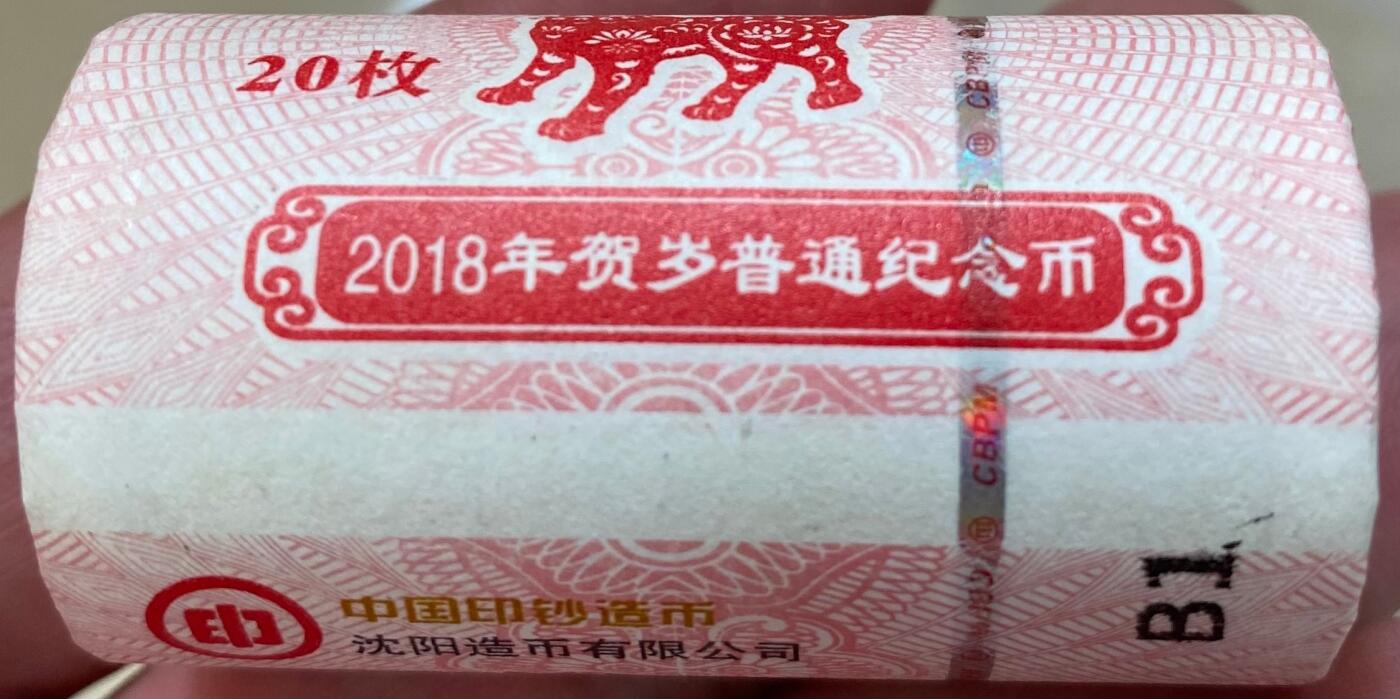 20枚
2018年贺岁普通纪念币
中国印钞造币
沈阳造币有限公司
CBPM
B1